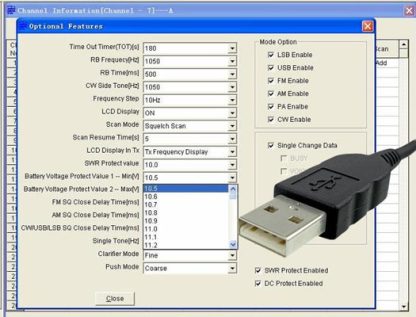 Channel Information[Channel - 7]---A
Optional Features
Time Out Timer(TOT)[s] 180
RB Frequecy[Hz] 1050
RB Time[ms] 500
CW Side Tone[Hz] 1050
Frequency Step 10Hz
LCD Display ON
Scan Mode Squelch Scan
Scan Resume Time[s] 5
LCD Display In Tx Tx Frequency Display
SWR Protect value 10.0
Battery Voltage Protect Value 1 -- Min[V] 10.5
Battery Voltage Protect Value 2 -- Max[V] 10.5
10.6
FM SQ Close Delay Time[ms] 10.7
10.8
AM SQ Close Delay Time[ms] 10.9
CW/USB/LSB SQ Close Delay Time[ms] 11.0
11.1
Single Tone[Hz] 11.2
Clarifier Mode Fine
Push Mode Coarse
Close
Mode Option
LSB Enable
USB Enable
FM Enable
AM Enable
PA Enalbe
CW Enable
Single Change Data
BUSY
SWR Protect Enabled
DC Protect Enabled
Scan
Add